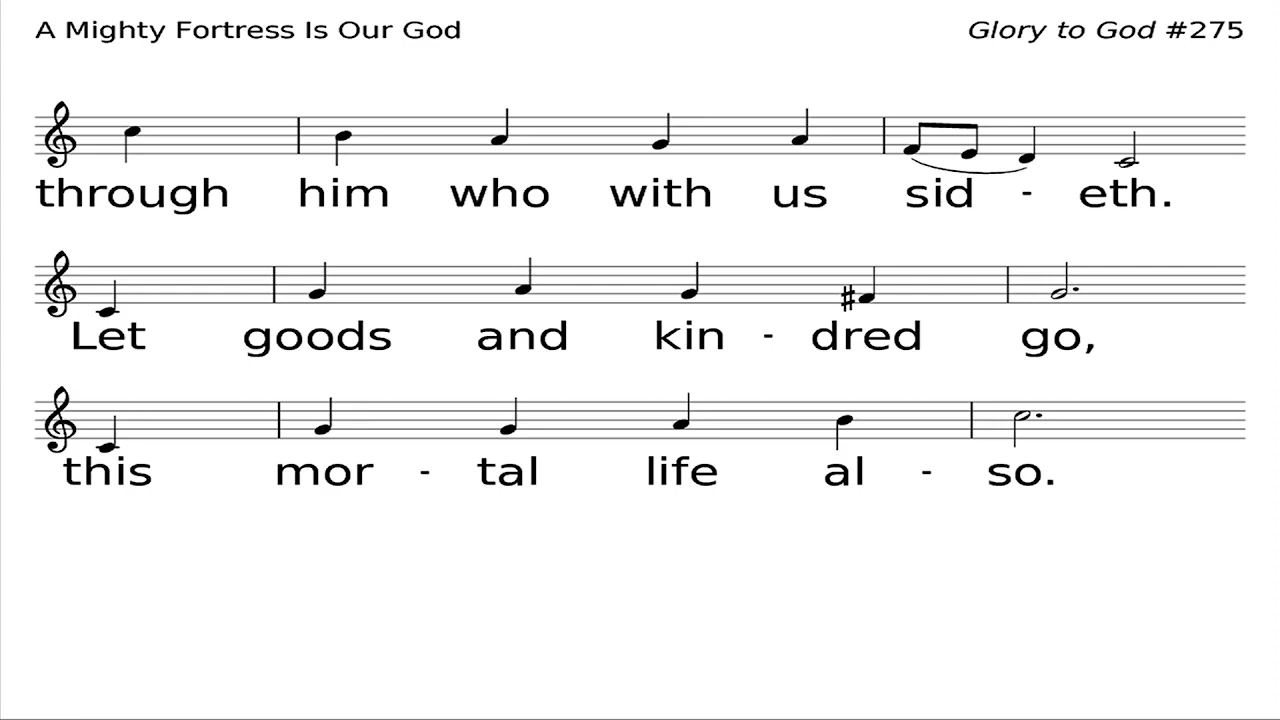 A Mighty Fortress Is Our God Glory to God #275
through him who with us sid - eth.
Let goods and kin - dred go,
this mor - tal life al - so.